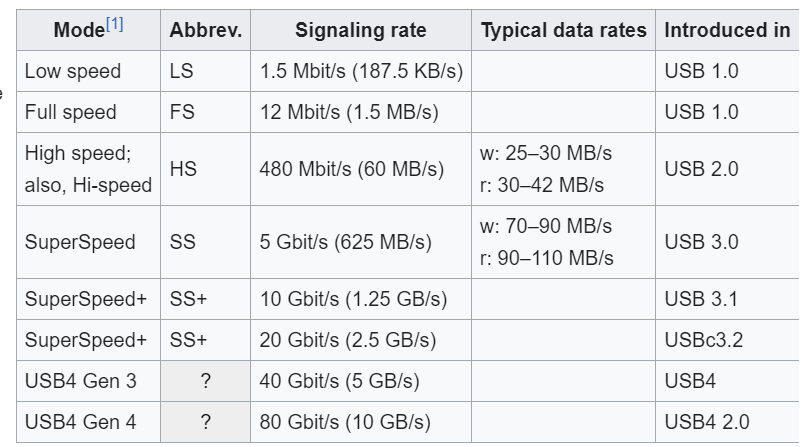 Mode[1] Abbrev. Signaling rate Typical data rates Introduced in
Low speed LS 1.5 Mbit/s (187.5 KB/s) USB 1.0
Full speed FS 12 Mbit/s (1.5 MB/s) USB 1.0
High speed;
also, Hi-speed HS 480 Mbit/s (60 MB/s) w: 25–30 MB/s
r: 30–42 MB/s USB 2.0
SuperSpeed SS 5 Gbit/s (625 MB/s) w: 70–90 MB/s
r: 90–110 MB/s USB 3.0
SuperSpeed+ SS+ 10 Gbit/s (1.25 GB/s) USB 3.1
SuperSpeed+ SS+ 20 Gbit/s (2.5 GB/s) USBc3.2
USB4 Gen 3 ? 40 Gbit/s (5 GB/s) USB4
USB4 Gen 4 ? 80 Gbit/s (10 GB/s) USB4 2.0